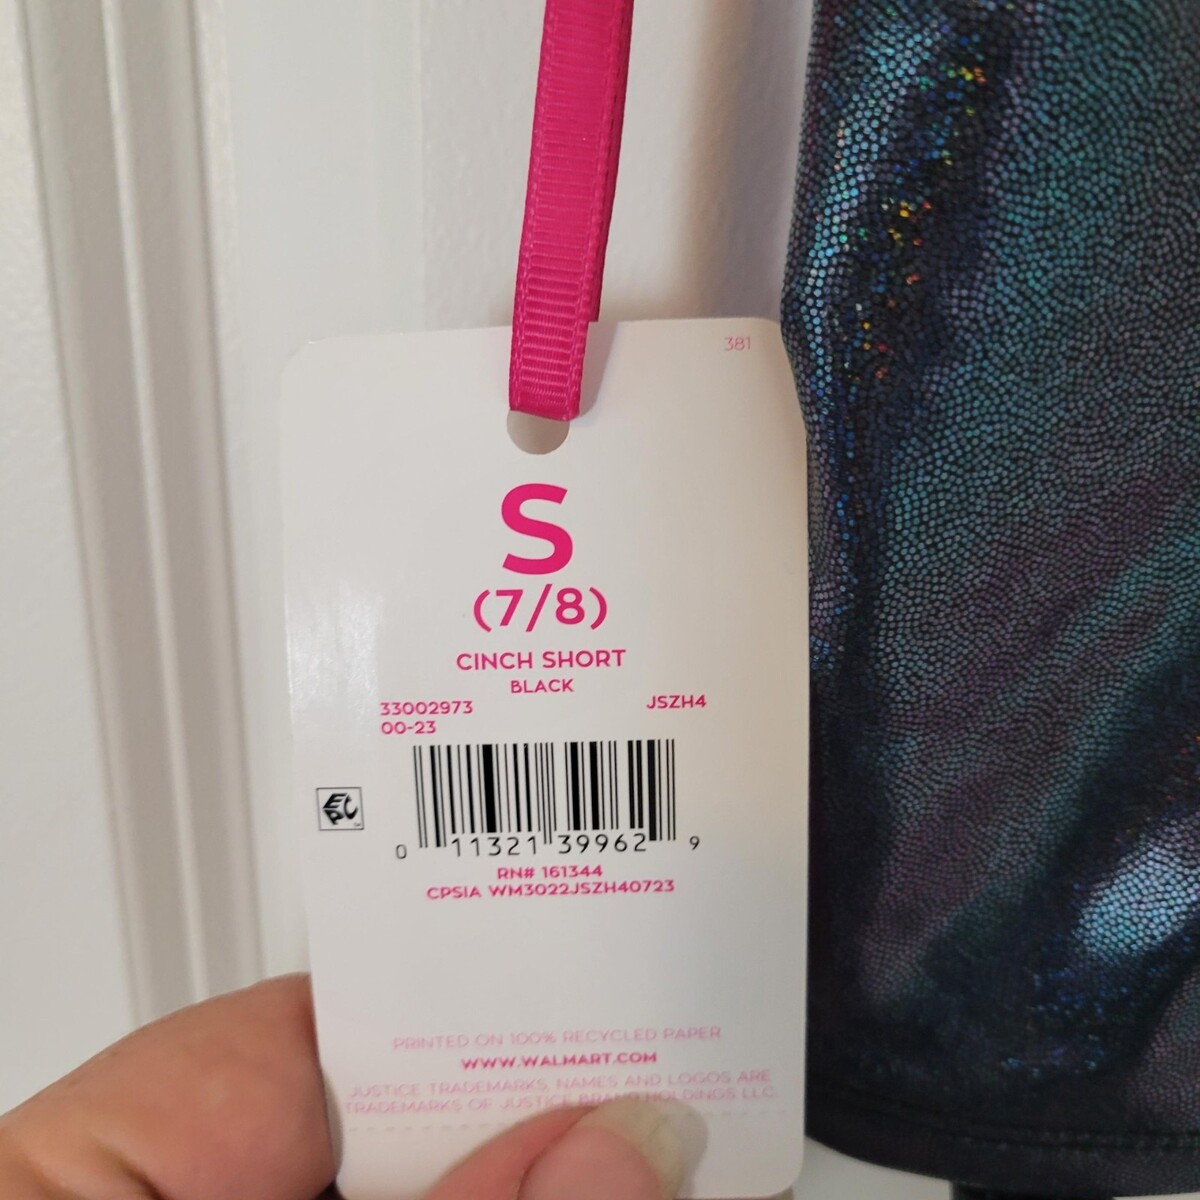 381
S
(7/8)
CINCH SHORT
BLACK
33002973 JSZH4
00-23
EPC
0 11321 39962 9
RN# 161344
CPSIA WM3022JSZH40723
PRINTED ON 100% RECYCLED PAPER
WWW.WALMART.COM
JUSTICE TRADEMARKS, NAMES AND LOGOS ARE
TRADEMARKS OF JUSTICE BRAND HOLDINGS LLC